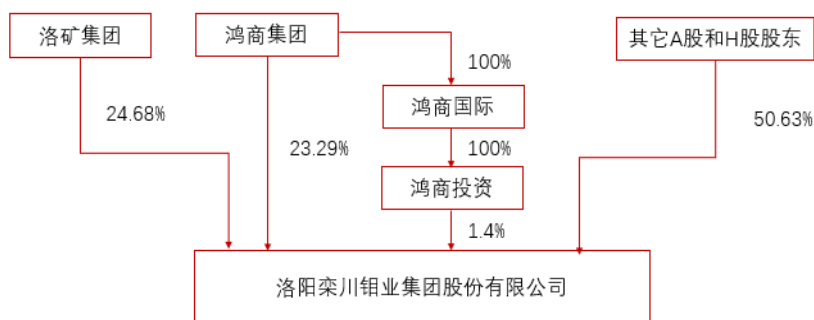 洛矿集团
鸿商集团
其它A股和H股股东
100%
鸿商国际
24.68%
50.63%
23.29%
100%
鸿商投资
1.4%
洛阳栾川钼业集团股份有限公司